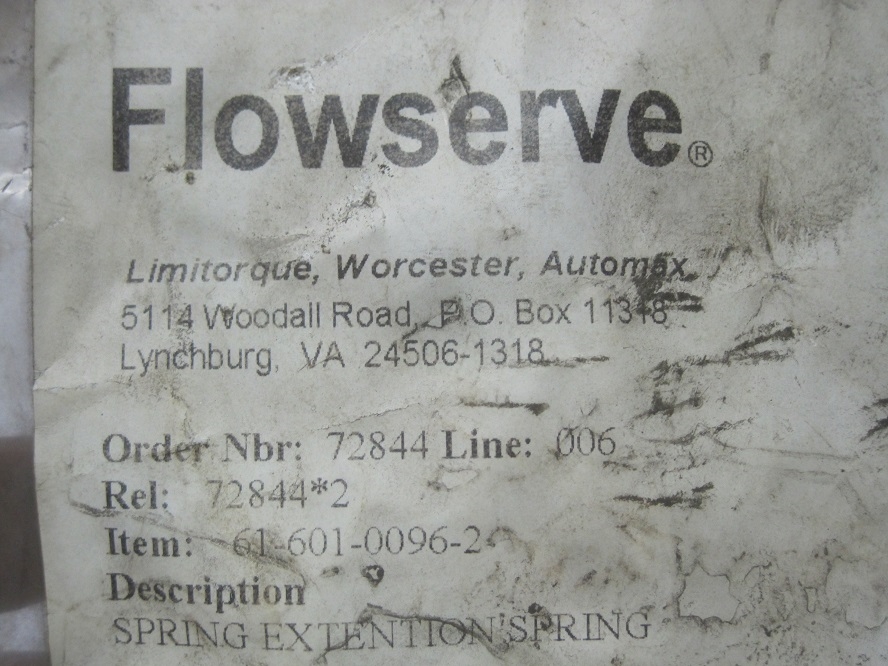 Flowserve®
Limitorque, Worcester, Automax
5114 Woodall Road, P.O. Box 11318
Lynchburg, VA 24506-1318
Order Nbr: 72844 Line: 006
Rel: 72844*2
Item: 61-601-0096-2
Description
SPRING EXTENTION SPRING